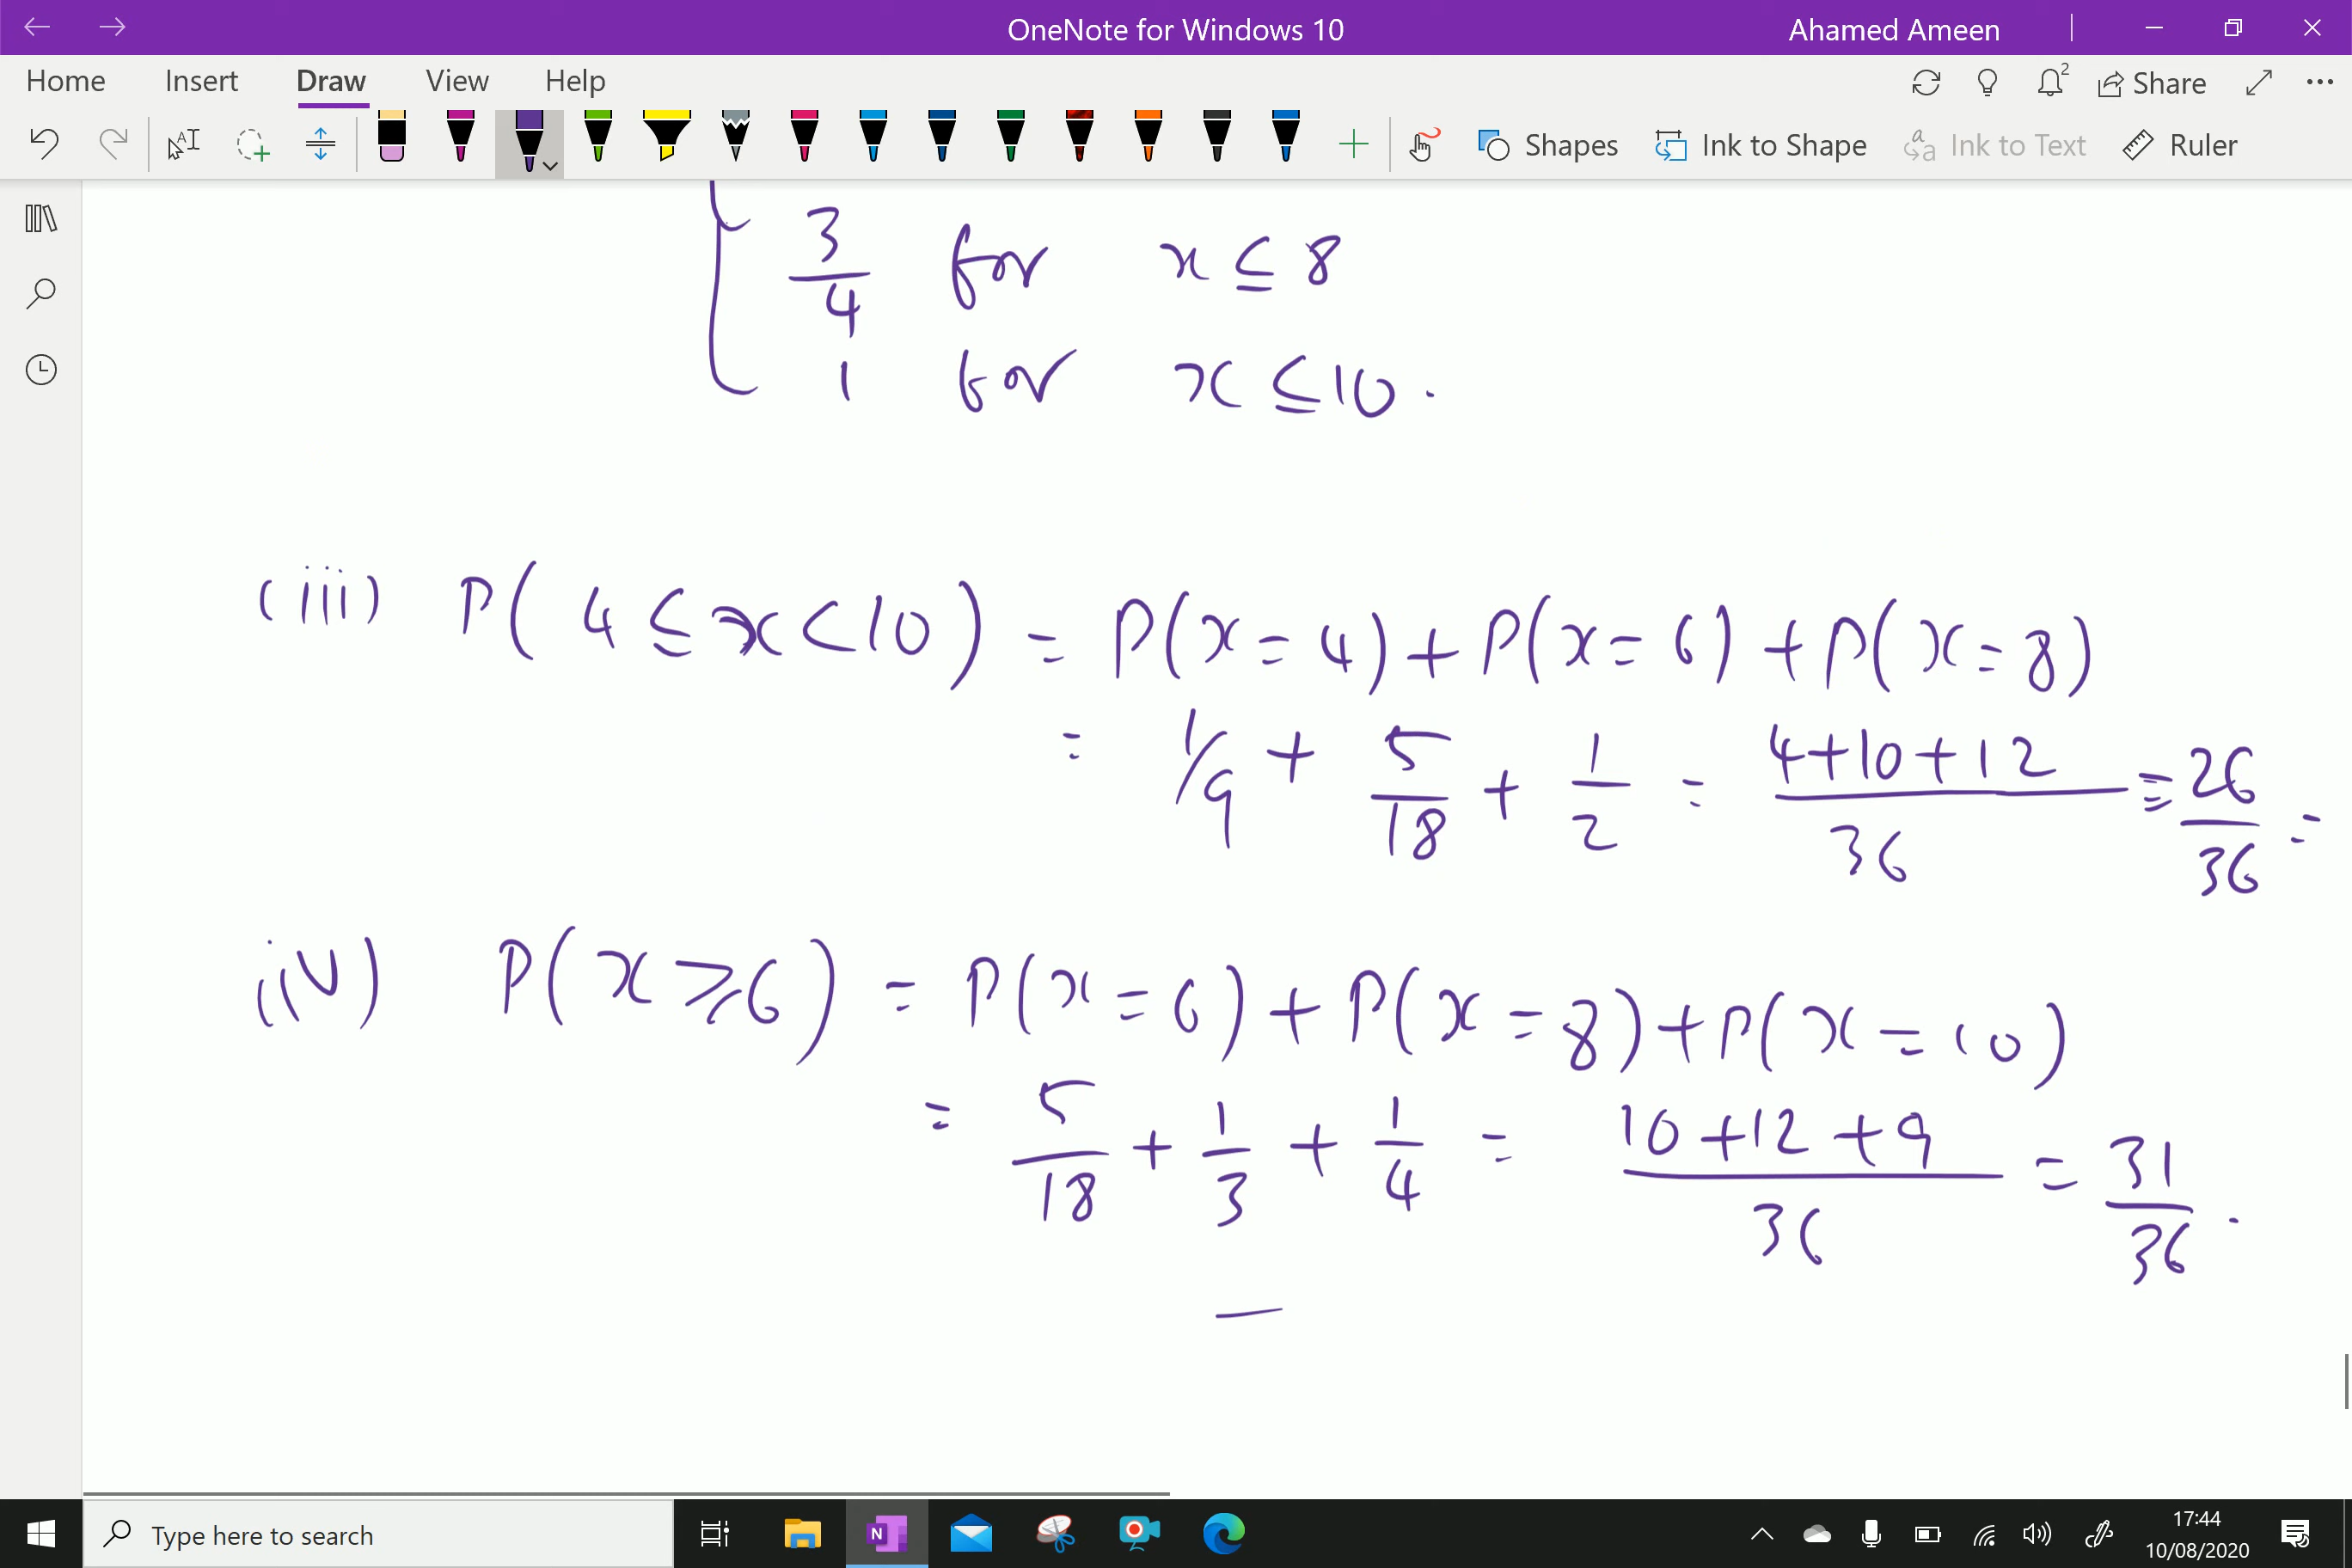 OneNote for Windows 10 Ahamed Ameen
Home Insert Draw View Help 2 Share
Shapes Ink to Shape Ink to Text Ruler
3/4 for x ≤ 8
1 for x ≤ 10.
(iii) P( 4 ≤ x < 10 ) = P(x = 4) + P(x = 6) + P(x = 8)
= 1/9 + 5/18 + 1/2 = (4+10+12)/36 = 26/36 =
(iv) P( x ≥ 6 ) = P(x = 6) + P(x = 8) + P(x = 10)
= 5/18 + 1/3 + 1/4 = (10+12+9)/36 = 31/36.
Type here to search
17:44
10/08/2020